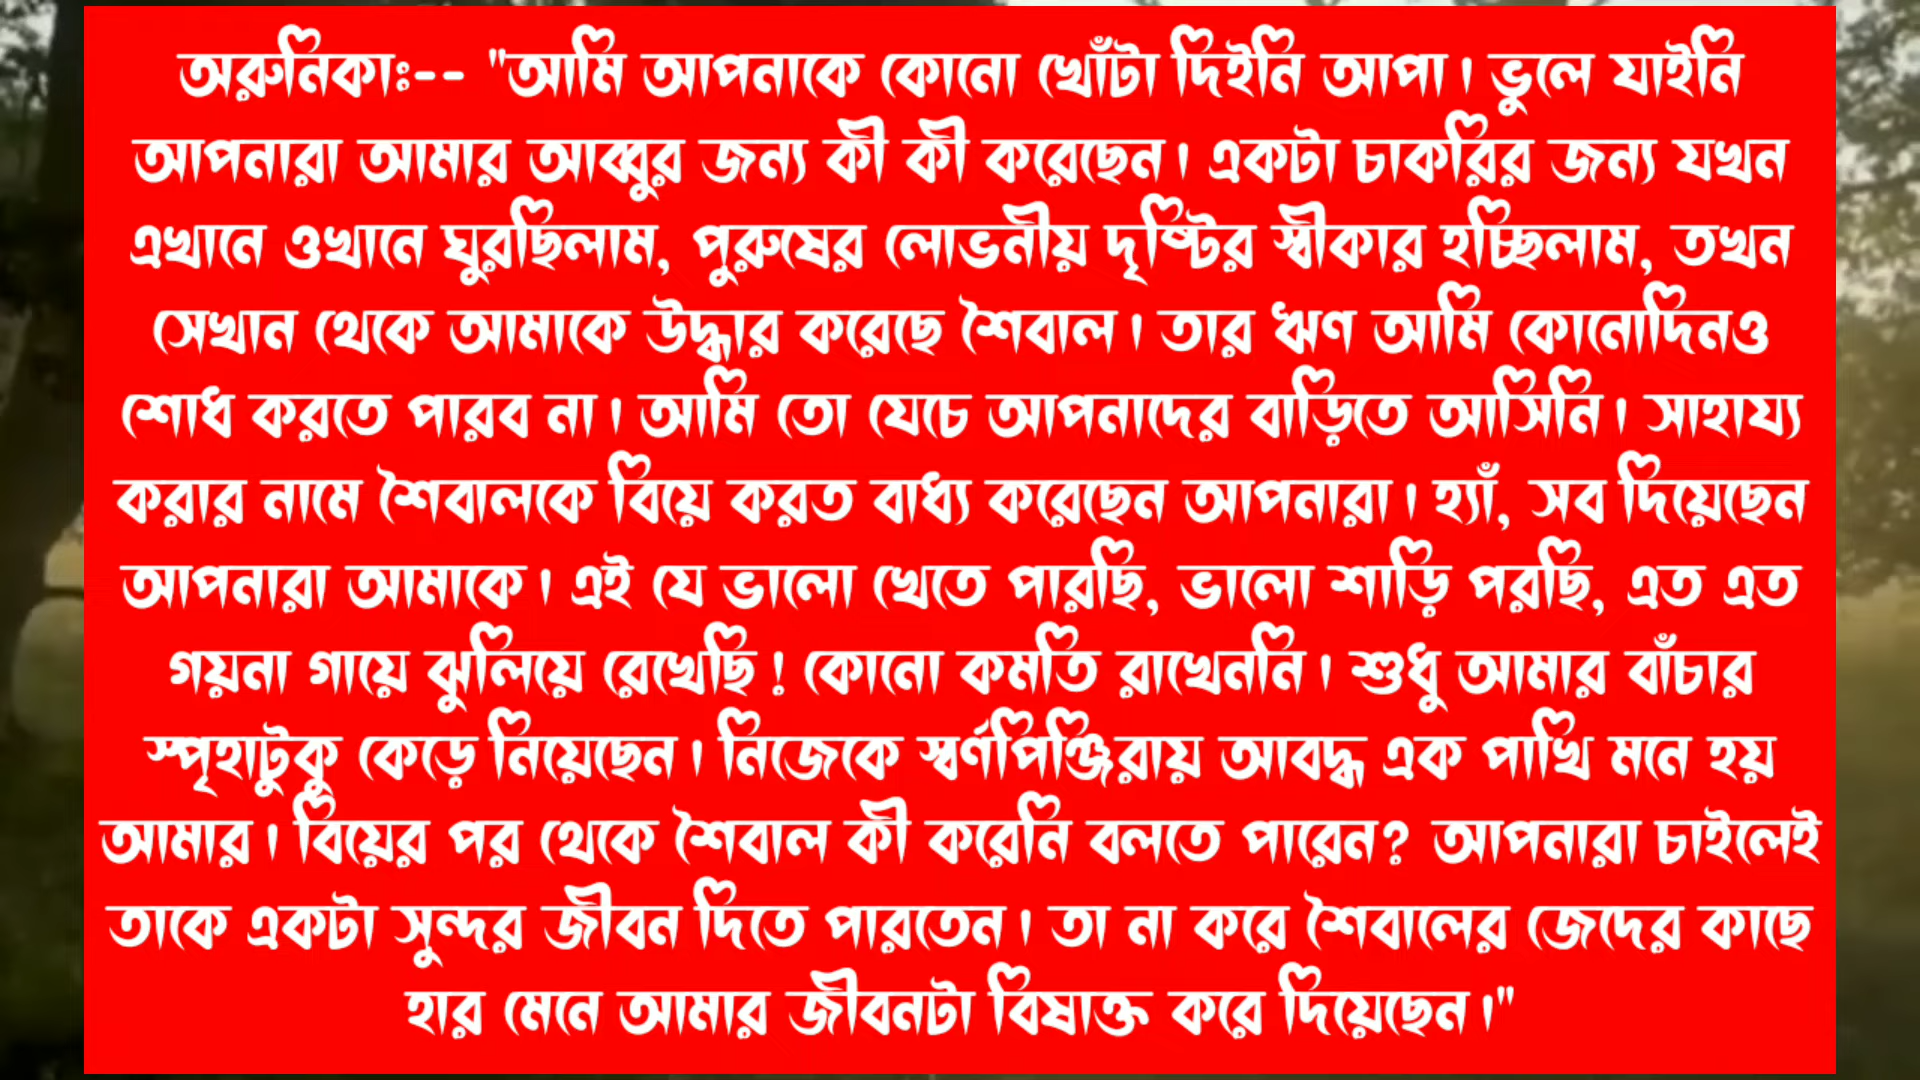 অরুনিকাঃ-- "আমি আপনাকে কোনো খোঁটা দিইনি আপা। ভুলে যাইনি
আপনারা আমার আব্বুর জন্য কী কী করেছেন। একটা চাকরির জন্য যখন
এখানে ওখানে ঘুরছিলাম, পুরুষের লোভনীয় দৃষ্টির স্বীকার হচ্ছিলাম, তখন
সেখান থেকে আমাকে উদ্ধার করেছে শৈবাল। তার ঋণ আমি কোনোদিনও
শোধ করতে পারব না। আমি তো যেচে আপনাদের বাড়িতে আসিনি। সাহায্য
করার নামে শৈবালকে বিয়ে করত বাধ্য করেছেন আপনারা। হ্যাঁ, সব দিয়েছেন
আপনারা আমাকে। এই যে ভালো খেতে পারছি, ভালো শাড়ি পরছি, এত এত
গয়না গায়ে ঝুলিয়ে রেখেছি! কোনো কমতি রাখেননি। শুধু আমার বাঁচার
স্পৃহাটুকু কেড়ে নিয়েছেন। নিজেকে স্বর্ণপিঞ্জিরায় আবদ্ধ এক পাখি মনে হয়
আমার। বিয়ের পর থেকে শৈবাল কী করেনি বলতে পারেন? আপনারা চাইলেই
তাকে একটা সুন্দর জীবন দিতে পারতেন। তা না করে শৈবালের জেদের কাছে
হার মেনে আমার জীবনটা বিষাক্ত করে দিয়েছেন।"